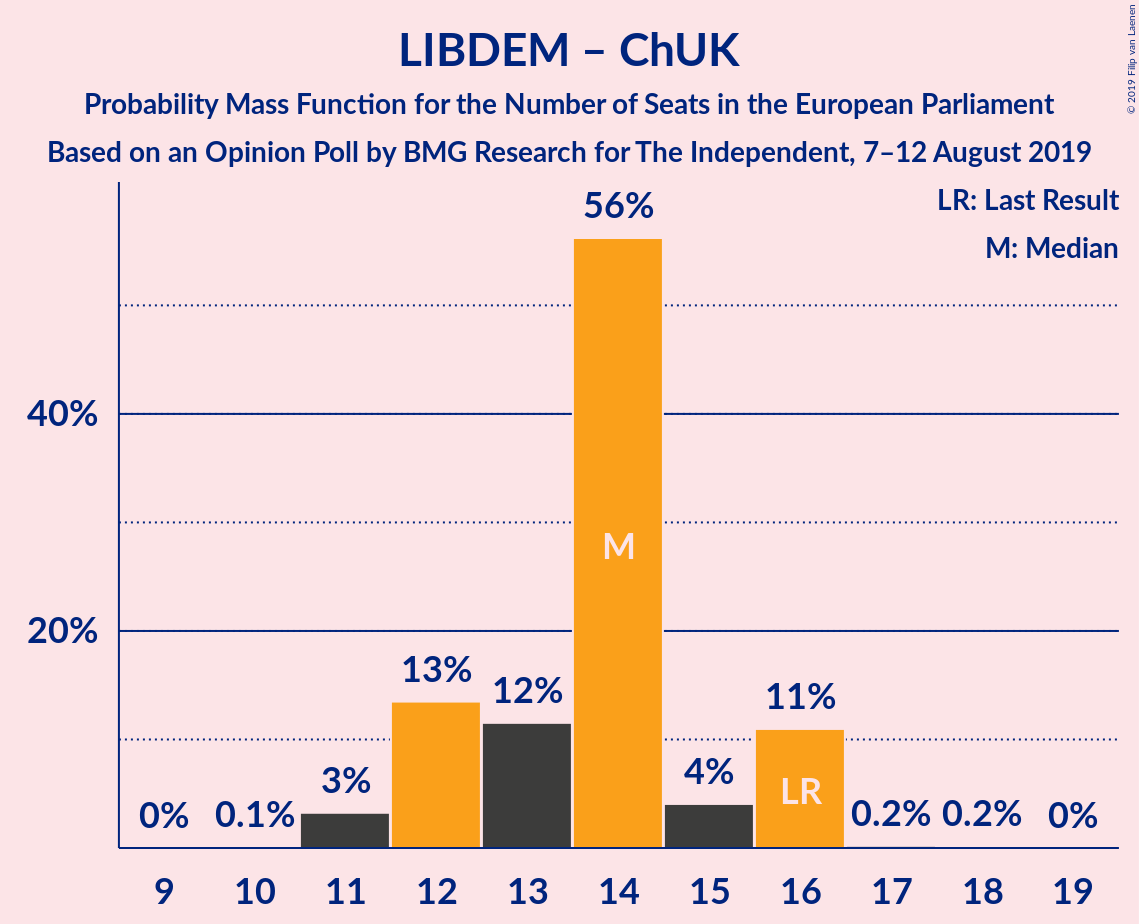 LIBDEM – ChUK
Probability Mass Function for the Number of Seats in the European Parliament
Based on an Opinion Poll by BMG Research for The Independent, 7–12 August 2019
© 2019 Filip van Laenen
LR: Last Result
M: Median
56%
40%
20%
M
LR
0%
0.1%
3%
13%
12%
4%
11%
0.2%
0.2%
0%
9 10 11 12 13 14 15 16 17 18 19